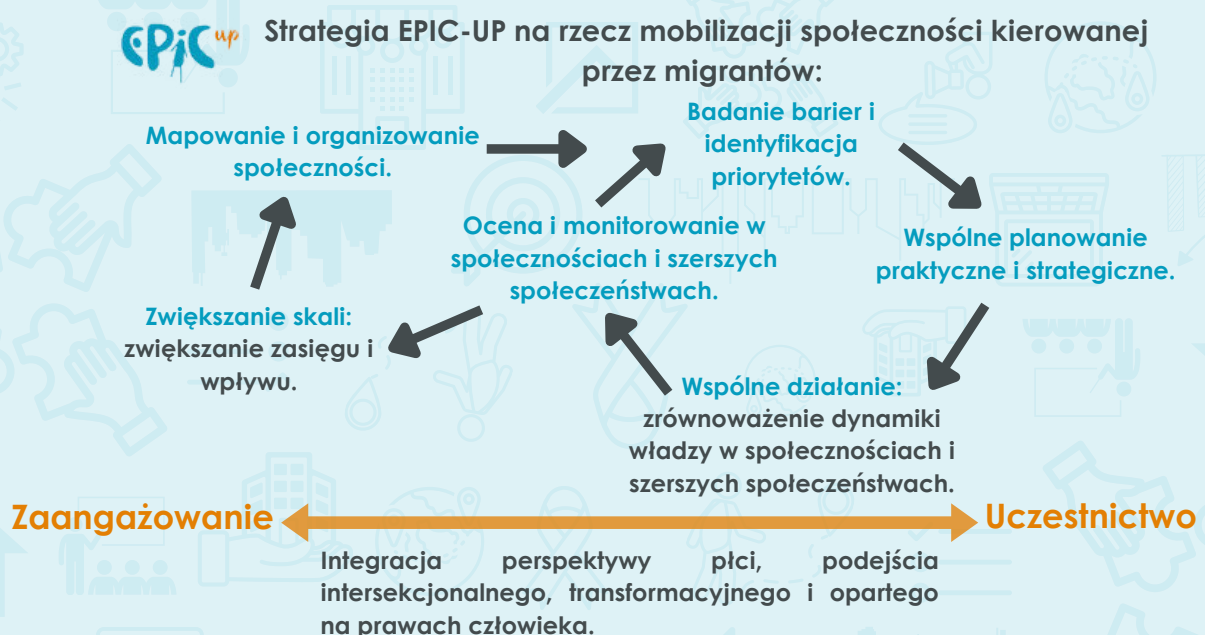 EPiC up
Strategia EPIC-UP na rzecz mobilizacji społeczności kierowanej
przez migrantów:
Mapowanie i organizowanie
społeczności.
Badanie barier i
identyfikacja
priorytetów.
Ocena i monitorowanie w
społecznościach i szerszych
społeczeństwach.
Wspólne planowanie
praktyczne i strategiczne.
Zwiększanie skali:
zwiększanie zasięgu i
wpływu.
Wspólne działanie:
zrównoważenie dynamiki
władzy w społecznościach i
szerszych społeczeństwach.
Zaangażowanie
Uczestnictwo
Integracja perspektywy płci, podejścia
intersekcjonalnego, transformacyjnego i opartego
na prawach człowieka.